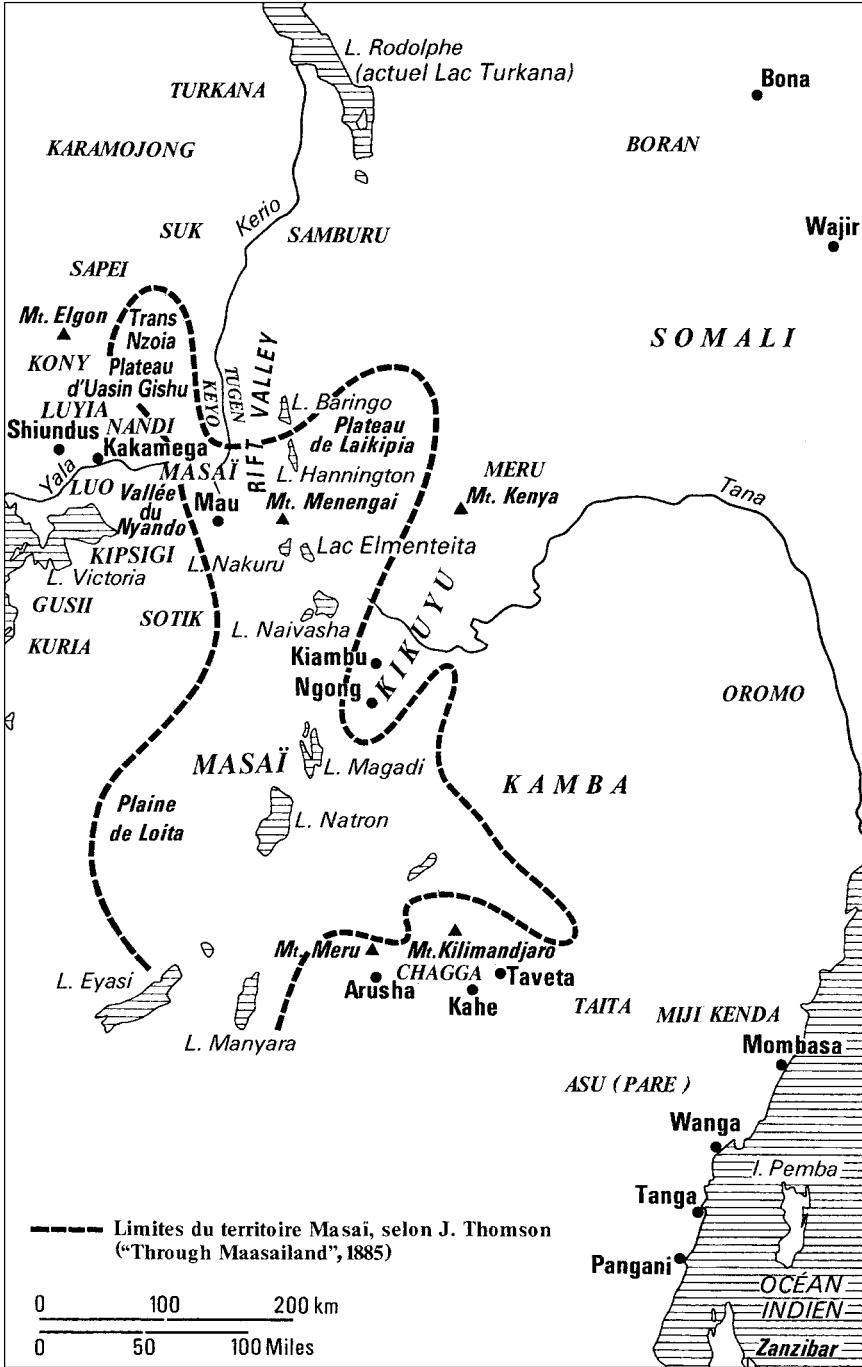 L. Rodolphe
(actuel Lac Turkana)
Bona
TURKANA
BORAN
KARAMOJONG
Kerio
SUK
SAMBURU
Wajir
SAPEI
Mt. Elgon
Trans
Nzoia
SOMALI
KONY
Plateau
d'Uasin Gishu
KEYO
TUGEN
RIFT VALLEY
L. Baringo
LUYIA
NANDI
Plateau
de Laikipia
Shiundus
Kakamega
Yala
MASAÏ
L. Hannington
MERU
LUO
Vallée
du
Nyando
Mau
Mt. Menengai
Mt. Kenya
Tana
KIPSIGI
L. Nakuru
Lac Elmenteita
L. Victoria
GUSII
SOTIK
L. Naivasha
KURIA
Kiambu
KIKUYU
Ngong
OROMO
MASAÏ
L. Magadi
KAMBA
Plaine
de Loita
L. Natron
Mt. Meru
Mt. Kilimandjaro
L. Eyasi
CHAGGA
Taveta
Arusha
Kahe
TAITA
MIJI KENDA
L. Manyara
Mombasa
ASU (PARE)
Wanga
I. Pemba
Tanga
Limites du territoire Masaï, selon J. Thomson
("Through Maasailand", 1885)
Pangani
OCÉAN
INDIEN
0 100 200 km
0 50 100 Miles
Zanzibar